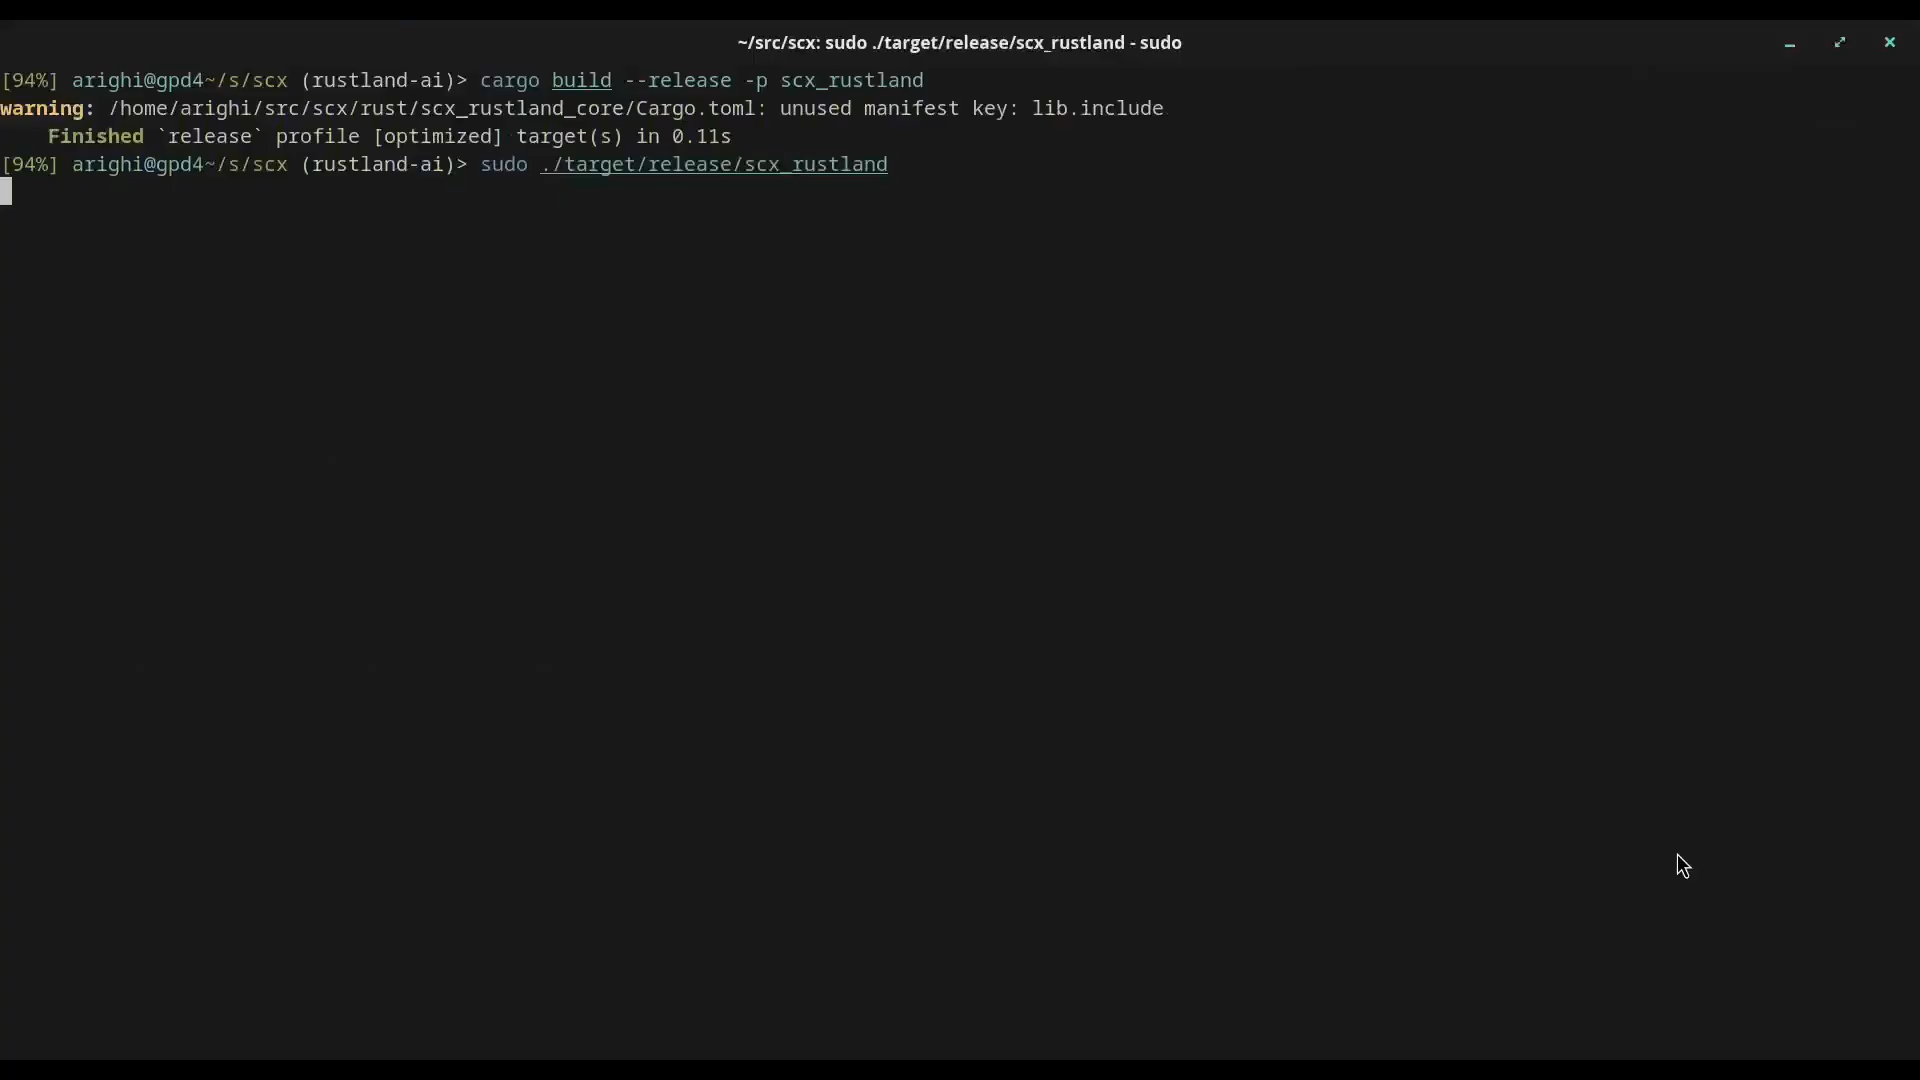 ~/src/scx: sudo ./target/release/scx_rustland - sudo
[94%] arighi@gpd4~/s/scx (rustland-ai)> cargo build --release -p scx_rustland
warning: /home/arighi/src/scx/rust/scx_rustland_core/Cargo.toml: unused manifest key: lib.include
    Finished `release` profile [optimized] target(s) in 0.11s
[94%] arighi@gpd4~/s/scx (rustland-ai)> sudo ./target/release/scx_rustland